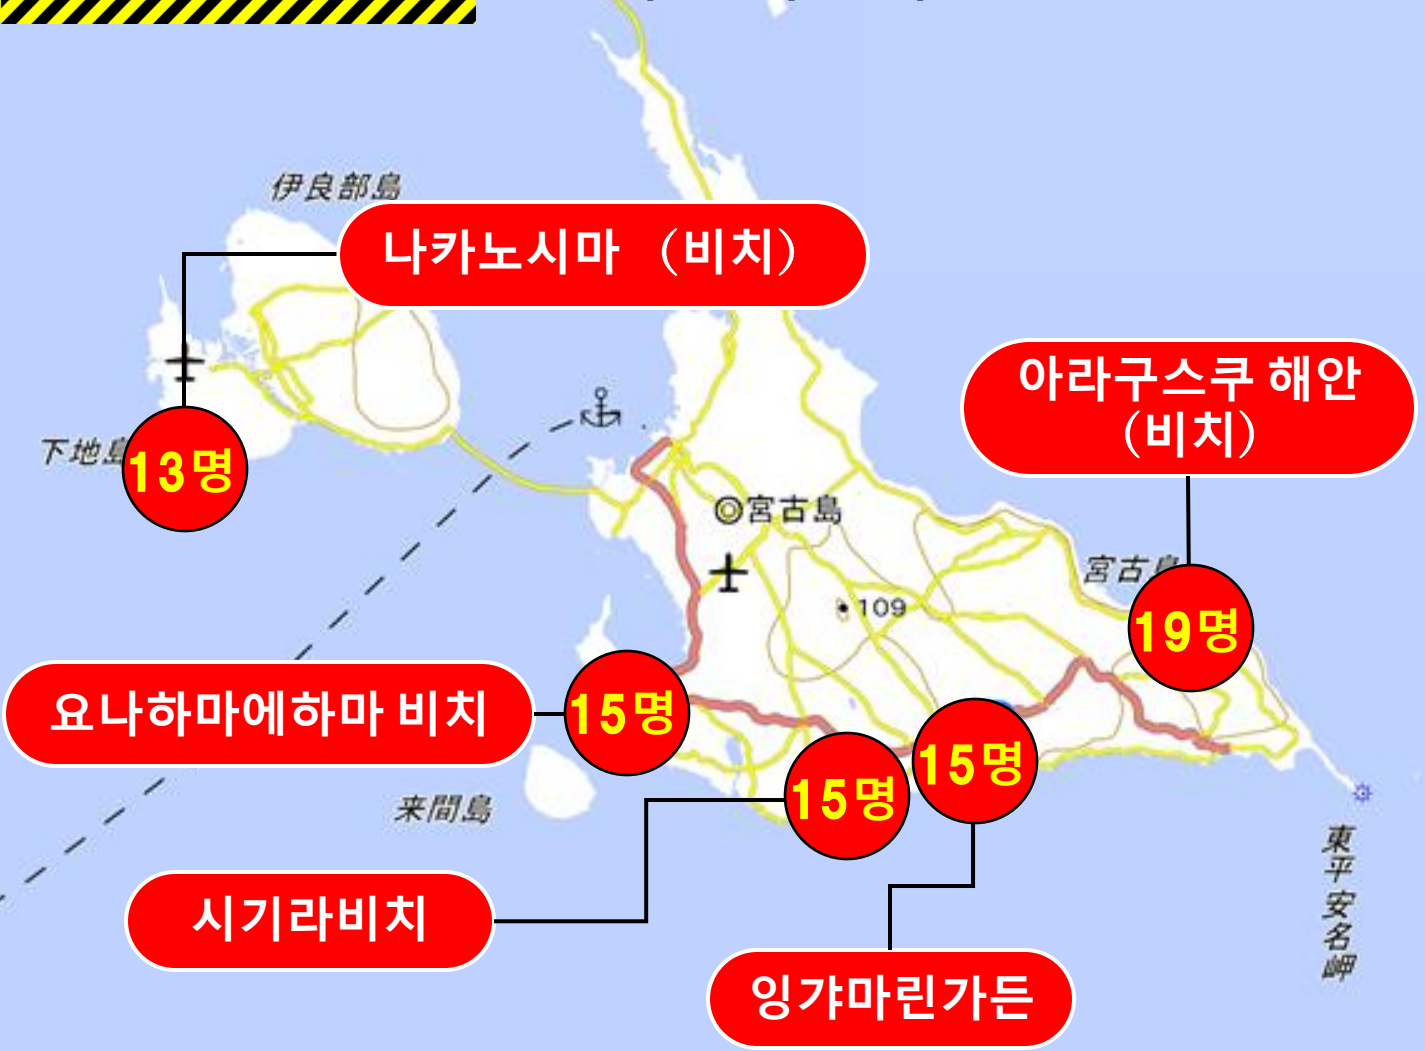 伊良部島
나카노시마 （비치）
아라구스쿠 해안
（비치）
下地島
13명
宮古島
宮古島
109
19명
요나하마에하마 비치
15명
15명
15명
来間島
시기라비치
東平安名岬
잉갸마린가든